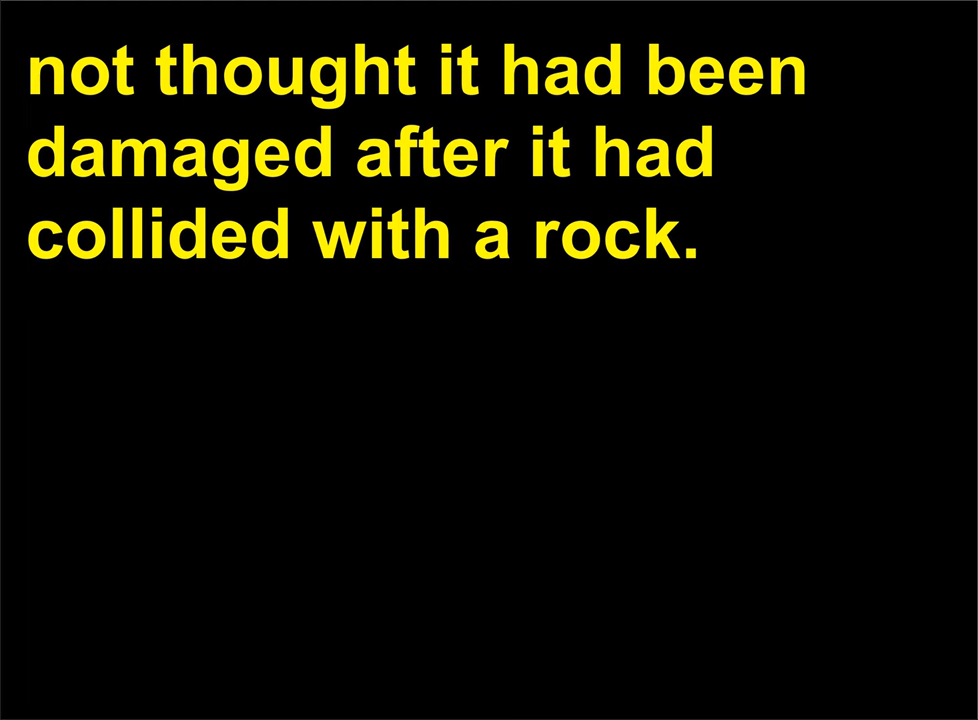 not thought it had been
damaged after it had
collided with a rock.